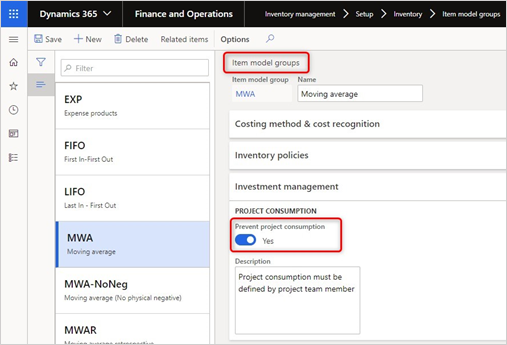 Dynamics 365
Finance and Operations
Inventory management > Setup > Inventory > Item model groups
Save + New Delete Related items Options
Filter
EXP
Expense products
FIFO
First In-First Out
LIFO
Last In - First Out
MWA
Moving average
MWA-NoNeg
Moving average (No physical negative)
MWAR
Moving average retrospective
Item model groups
Item model group Name
MWA Moving average
Costing method & cost recognition
Inventory policies
Investment management
PROJECT CONSUMPTION
Prevent project consumption
Yes
Description
Project consumption must be
defined by project team member